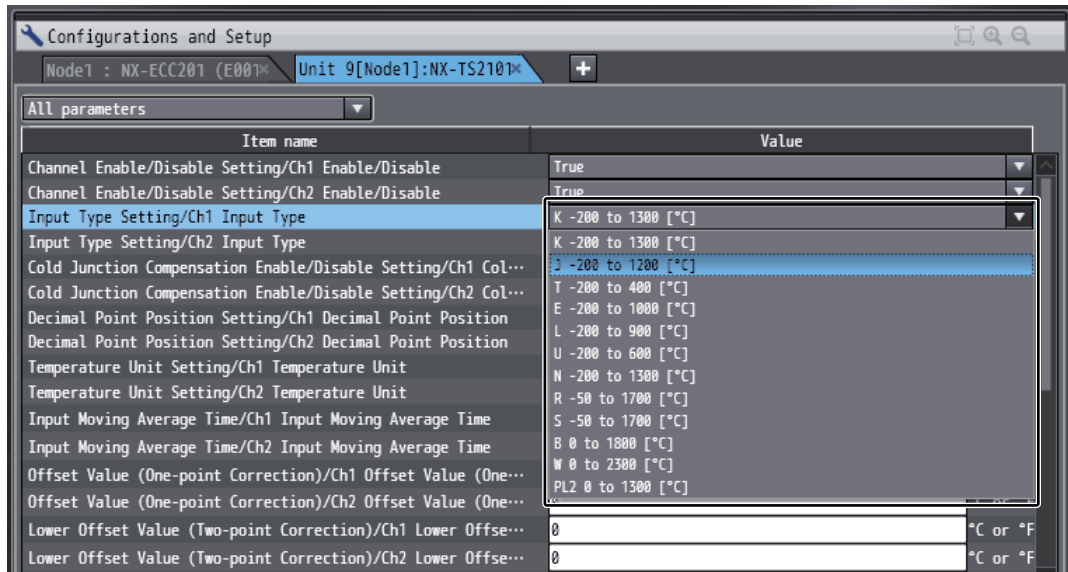 Configurations and Setup
Node1 : NX-ECC201 (E001
Unit 9[Node1]:NX-TS2101
All parameters
Item name Value
Channel Enable/Disable Setting/Ch1 Enable/Disable True
Channel Enable/Disable Setting/Ch2 Enable/Disable True
Input Type Setting/Ch1 Input Type K -200 to 1300 [°C]
Input Type Setting/Ch2 Input Type
Cold Junction Compensation Enable/Disable Setting/Ch1 Col···
Cold Junction Compensation Enable/Disable Setting/Ch2 Col···
Decimal Point Position Setting/Ch1 Decimal Point Position
Decimal Point Position Setting/Ch2 Decimal Point Position
Temperature Unit Setting/Ch1 Temperature Unit
Temperature Unit Setting/Ch2 Temperature Unit
Input Moving Average Time/Ch1 Input Moving Average Time
Input Moving Average Time/Ch2 Input Moving Average Time
Offset Value (One-point Correction)/Ch1 Offset Value (One···
Offset Value (One-point Correction)/Ch2 Offset Value (One···
K -200 to 1300 [°C]
J -200 to 1200 [°C]
T -200 to 400 [°C]
E -200 to 1000 [°C]
L -200 to 900 [°C]
U -200 to 600 [°C]
N -200 to 1300 [°C]
R -50 to 1700 [°C]
S -50 to 1700 [°C]
B 0 to 1800 [°C]
W 0 to 2300 [°C]
PL2 0 to 1300 [°C]
Lower Offset Value (Two-point Correction)/Ch1 Lower Offse··· 0 °C or °F
Lower Offset Value (Two-point Correction)/Ch2 Lower Offse··· 0 °C or °F